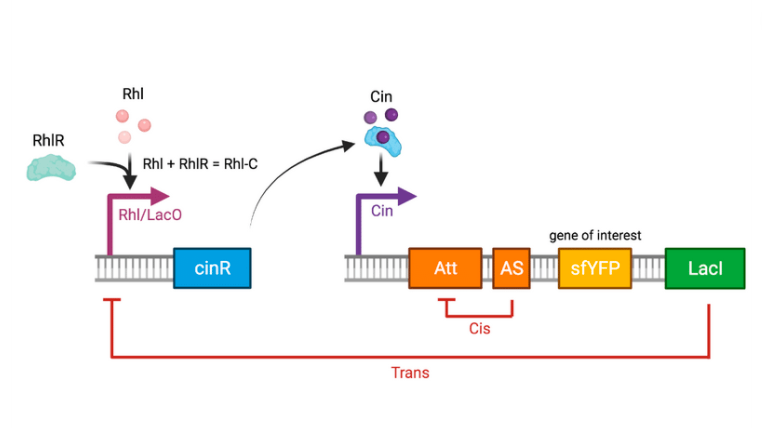 Rhl
Cin
RhlR
Rhl + RhlR = Rhl-C
Rhl/LacO
Cin
gene of interest
cinR
Att
AS
sfYFP
LacI
Cis
Trans